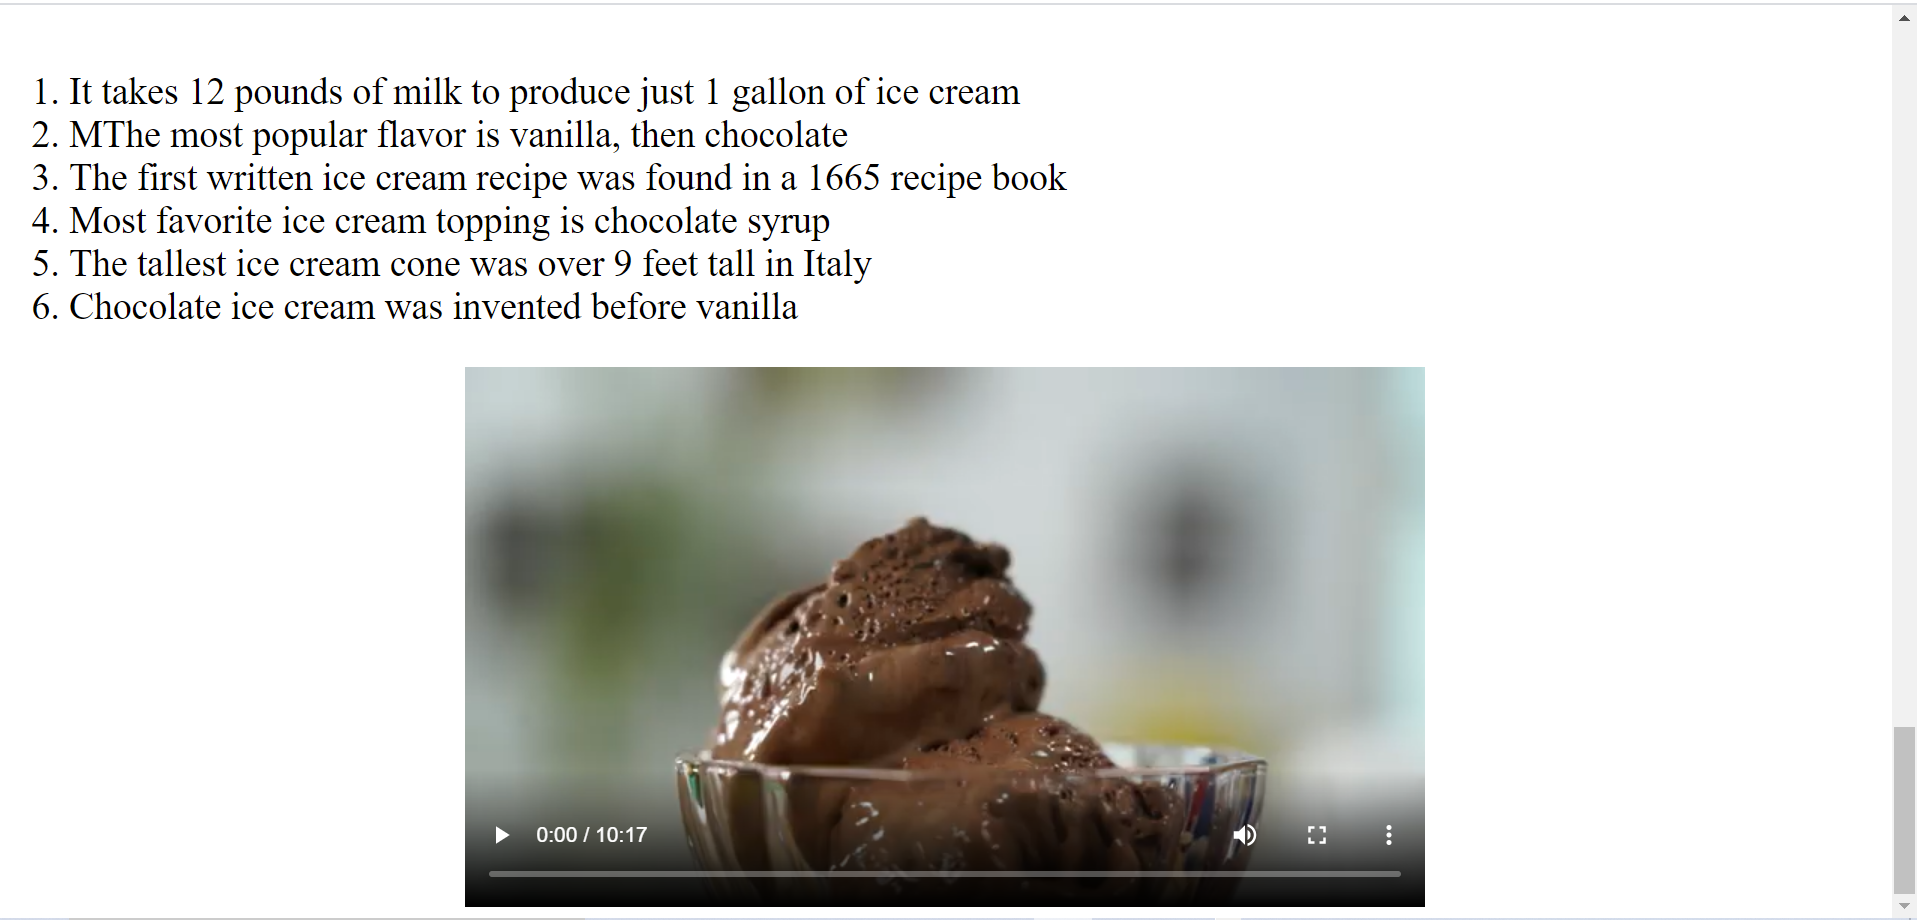 1. It takes 12 pounds of milk to produce just 1 gallon of ice cream
2. MThe most popular flavor is vanilla, then chocolate
3. The first written ice cream recipe was found in a 1665 recipe book
4. Most favorite ice cream topping is chocolate syrup
5. The tallest ice cream cone was over 9 feet tall in Italy
6. Chocolate ice cream was invented before vanilla
0:00 / 10:17